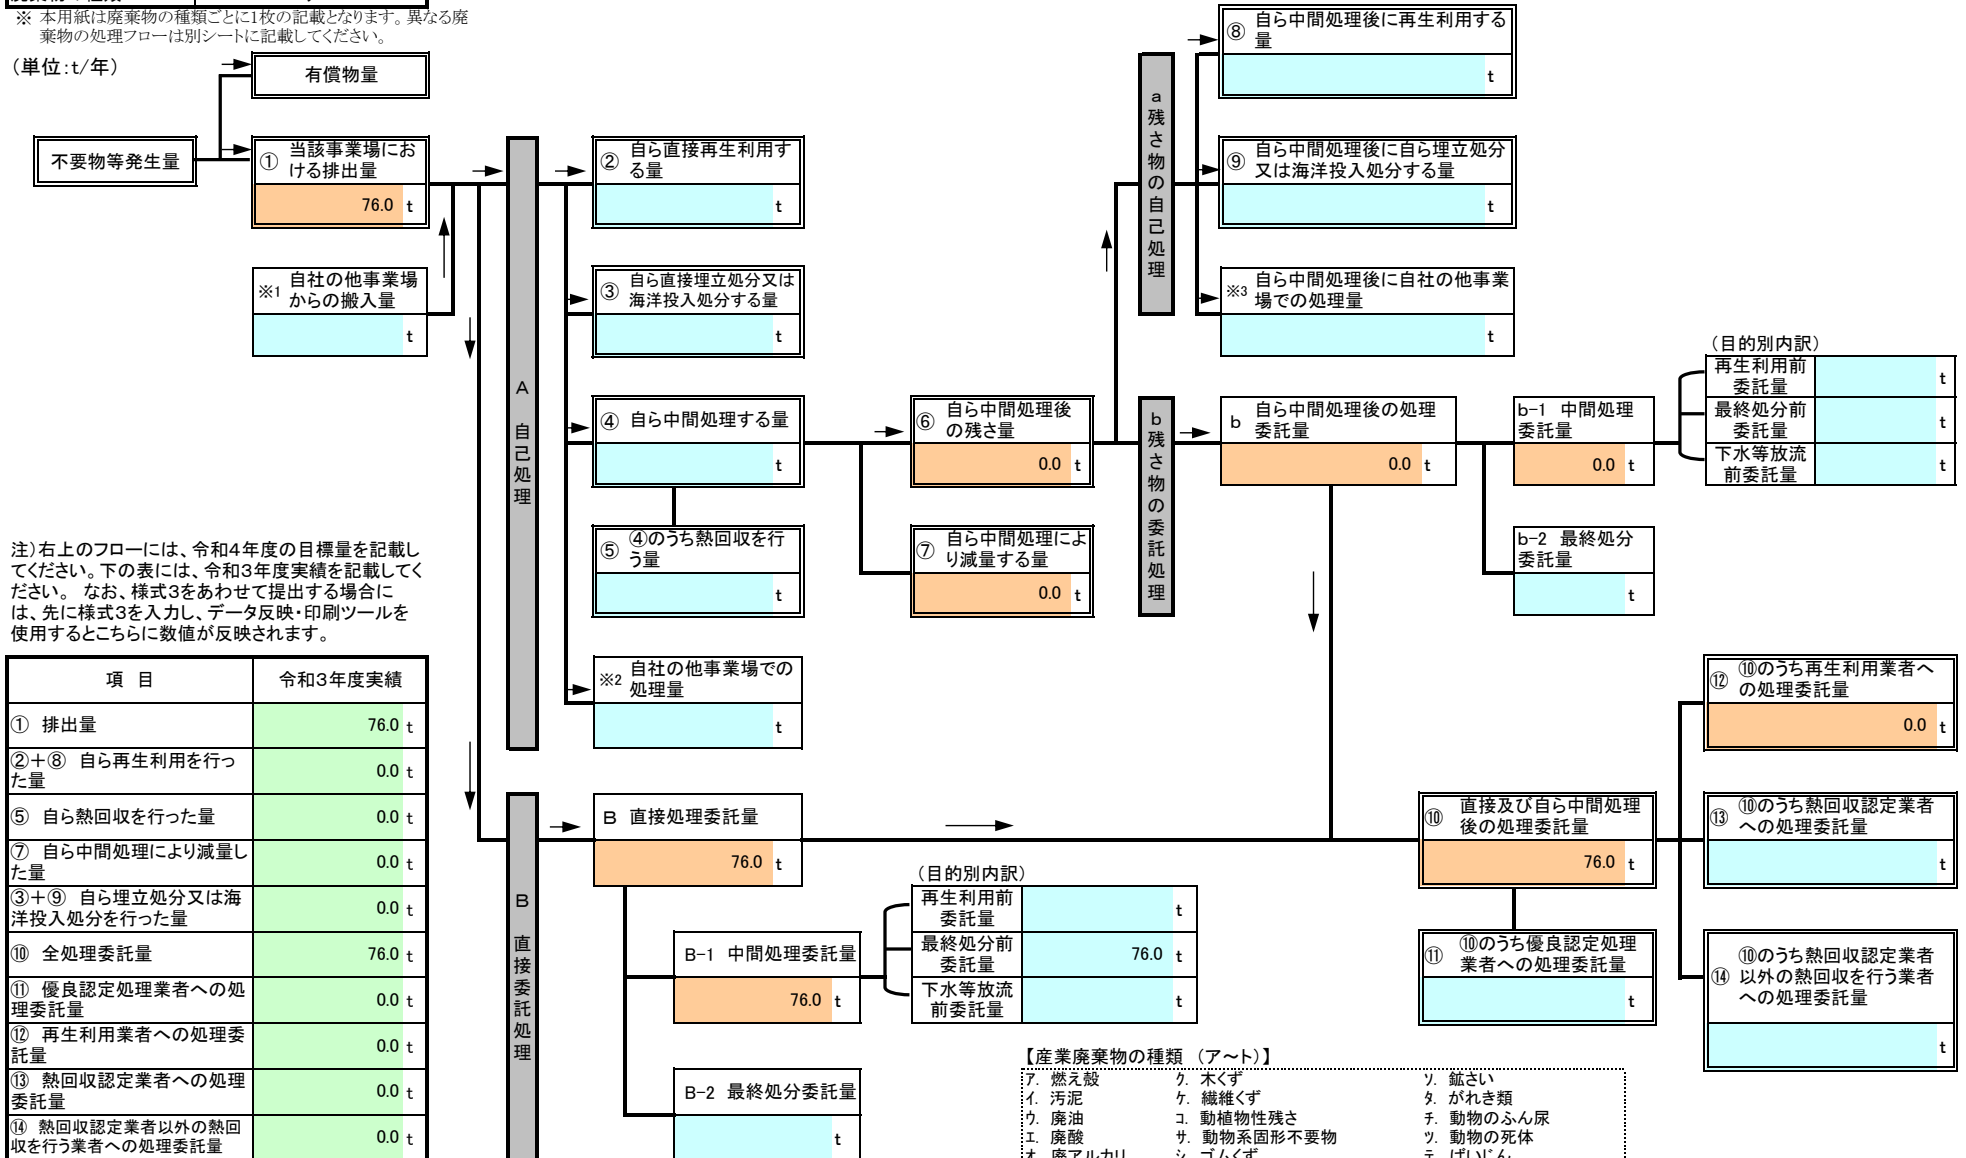 ※ 本用紙は廃棄物の種類ごとに1枚の記載となります。異なる廃
棄物の処理フローは別シートに記載してください。
（単位：t/年）
有償物量
不要物等発生量
① 当該事業場にお
ける排出量
76.0 t
※1 自社の他事業場
からの搬入量
t
A 自己処理
② 自ら直接再生利用す
る量
t
③ 自ら直接埋立処分又は
海洋投入処分する量
t
④ 自ら中間処理する量
t
⑤ ④のうち熱回収を行
う量
t
※2 自社の他事業場での
処理量
t
⑥ 自ら中間処理後
の残さ量
0.0 t
⑦ 自ら中間処理によ
り減量する量
0.0 t
a 残さ物の自己処理
⑧ 自ら中間処理後に再生利用する
量
t
⑨ 自ら中間処理後に自ら埋立処分
又は海洋投入処分する量
t
※3 自ら中間処理後に自社の他事業
場での処理量
t
b 残さ物の委託処理
b 自ら中間処理後の処理
委託量
0.0 t
b-1 中間処理
委託量
0.0 t
（目的別内訳）
再生利用前
委託量
t
最終処分前
委託量
t
下水等放流
前委託量
t
b-2 最終処分
委託量
t
注）右上のフローには、令和4年度の目標量を記載し
てください。下の表には、令和3年度実績を記載してく
ださい。 なお、様式3をあわせて提出する場合に
は、先に様式3を入力し、データ反映・印刷ツールを
使用するとこちらに数値が反映されます。
項 目 令和3年度実績
① 排出量 76.0 t
②＋⑧ 自ら再生利用を行っ
た量 0.0 t
⑤ 自ら熱回収を行った量 0.0 t
⑦ 自ら中間処理により減量し
た量 0.0 t
③＋⑨ 自ら埋立処分又は海
洋投入処分を行った量 0.0 t
⑩ 全処理委託量 76.0 t
⑪ 優良認定処理業者への処
理委託量 0.0 t
⑫ 再生利用業者への処理委
託量 0.0 t
⑬ 熱回収認定業者への処理
委託量 0.0 t
⑭ 熱回収認定業者以外の熱回
収を行う業者への処理委託量 0.0 t
B 直接委託処理
B 直接処理委託量
76.0 t
B-1 中間処理委託量
76.0 t
（目的別内訳）
再生利用前
委託量
t
最終処分前
委託量
76.0 t
下水等放流
前委託量
t
B-2 最終処分委託量
t
⑩ 直接及び自ら中間処理
後の処理委託量
76.0 t
⑪ ⑩のうち優良認定処理
業者への処理委託量
t
⑫ ⑩のうち再生利用業者へ
の処理委託量
0.0 t
⑬ ⑩のうち熱回収認定業者
への処理委託量
t
⑭ ⑩のうち熱回収認定業者
以外の熱回収を行う業者
への処理委託量
t
【産業廃棄物の種類 （ア～ト）】
ア. 燃え殻 ク. 木くず ソ. 鉱さい
イ. 汚泥 ケ. 繊維くず タ. がれき類
ウ. 廃油 コ. 動植物性残さ チ. 動物のふん尿
エ. 廃酸 サ. 動物系固形不要物 ツ. 動物の死体
オ. 廃アルカリ シ. ゴムくず テ. ばいじん